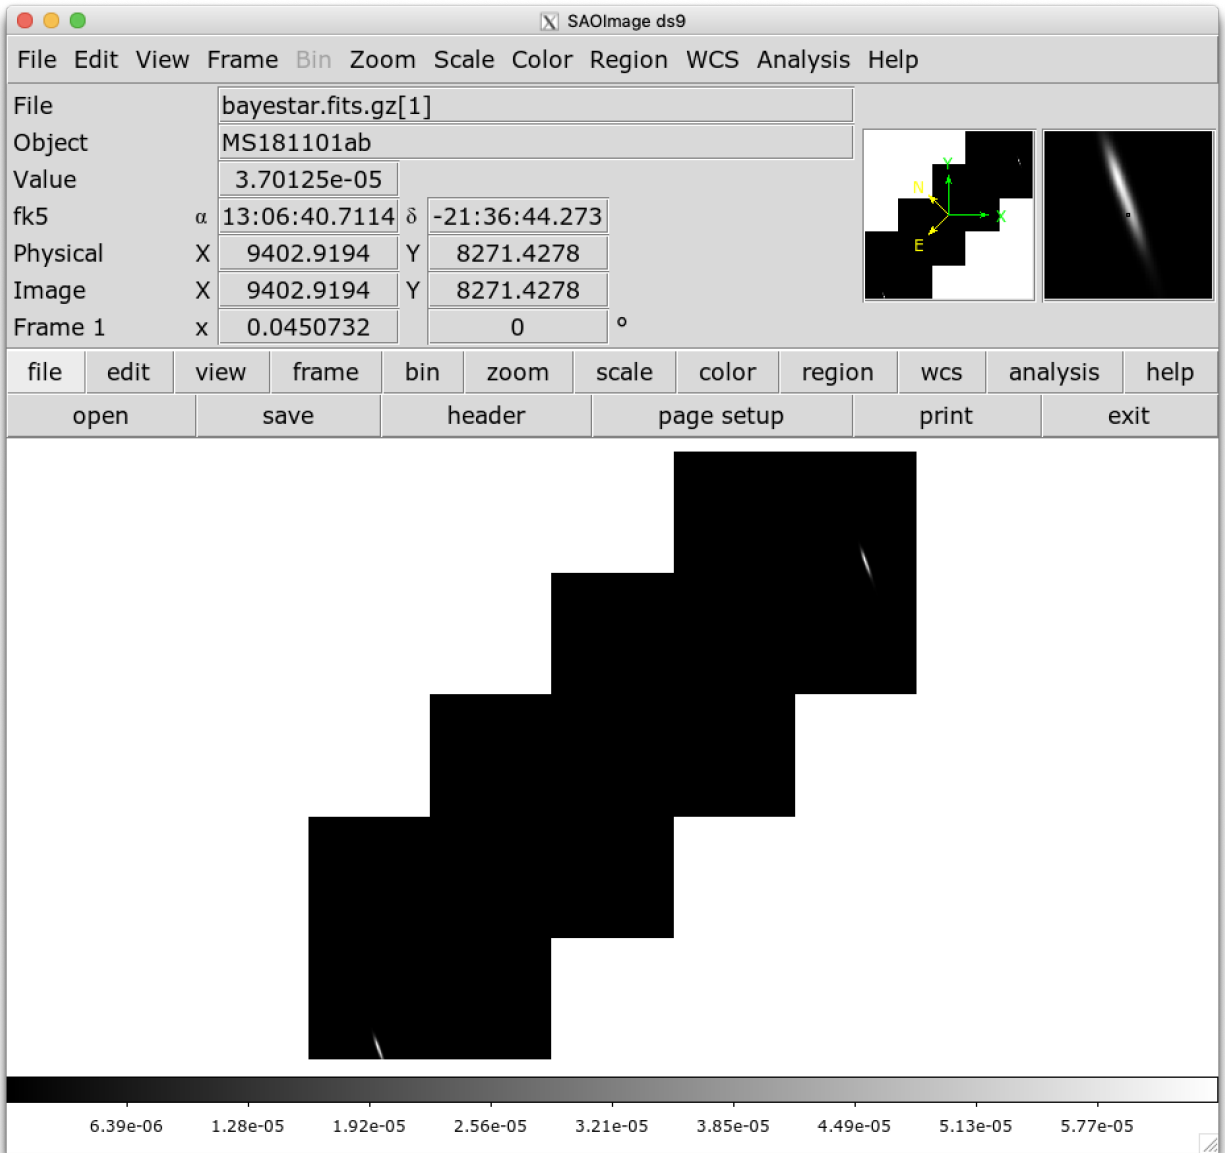 SAOImage ds9
File Edit View Frame Bin Zoom Scale Color Region WCS Analysis Help
File bayestar.fits.gz[1]
Object MS181101ab
Value 3.70125e-05
fk5 α 13:06:40.7114 δ -21:36:44.273
Physical X 9402.9194 Y 8271.4278
Image X 9402.9194 Y 8271.4278
Frame 1 x 0.0450732 0 °
Y
N
X
E
file edit view frame bin zoom scale color region wcs analysis help
open save header page setup print exit
6.39e-06 1.28e-05 1.92e-05 2.56e-05 3.21e-05 3.85e-05 4.49e-05 5.13e-05 5.77e-05